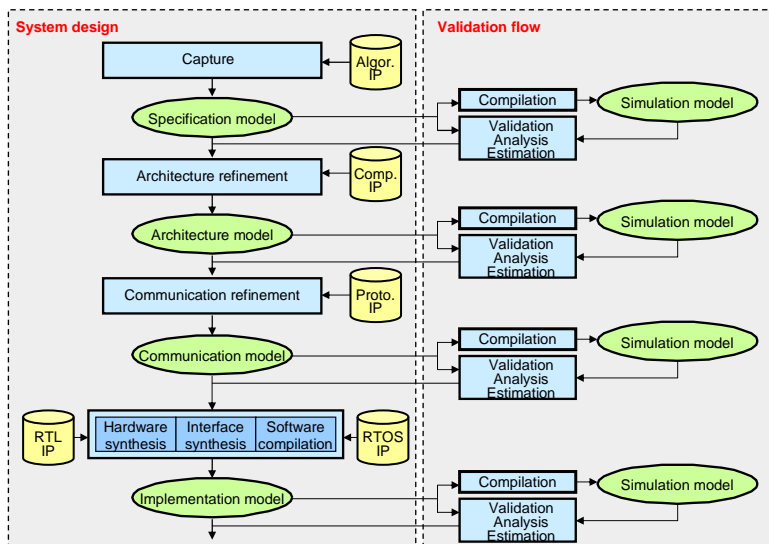 System design
Validation flow
Capture
Algor.
IP
Specification model
Compilation
Simulation model
Validation
Analysis
Estimation
Architecture refinement
Comp.
IP
Architecture model
Compilation
Simulation model
Validation
Analysis
Estimation
Communication refinement
Proto.
IP
Communication model
Compilation
Simulation model
Validation
Analysis
Estimation
RTL
IP
Hardware
synthesis
Interface
synthesis
Software
compilation
RTOS
IP
Implementation model
Compilation
Simulation model
Validation
Analysis
Estimation